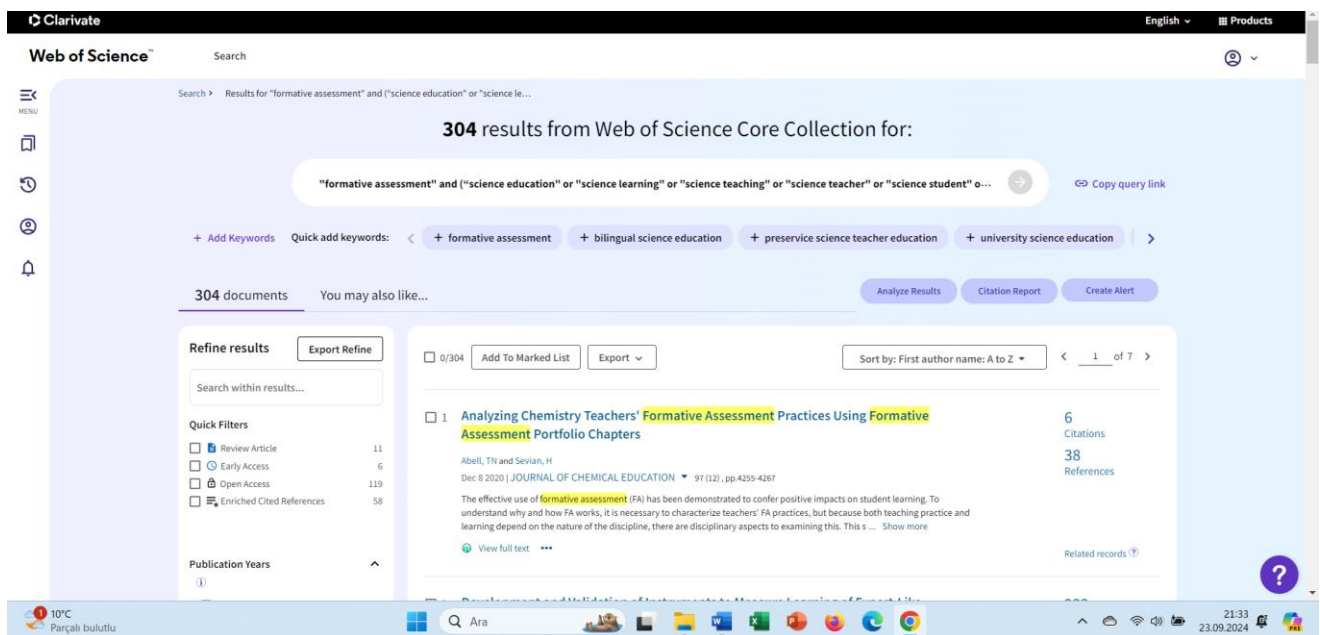 Clarivate
English
Products
Web of Science™
Search
MENU
Search > Results for "formative assessment" and ("science education" or "science le...
304 results from Web of Science Core Collection for:
"formative assessment" and ("science education" or "science learning" or "science teaching" or "science teacher" or "science student" o...
Copy query link
+ Add Keywords Quick add keywords: + formative assessment + bilingual science education + preservice science teacher education + university science education
304 documents You may also like...
Analyze Results Citation Report Create Alert
Refine results Export Refine
Search within results...
Quick Filters
Review Article 11
Early Access 6
Open Access 119
Enriched Cited References 58
Publication Years
0/304 Add To Marked List Export
Sort by: First author name: A to Z
< 1 of 7 >
1 Analyzing Chemistry Teachers' Formative Assessment Practices Using Formative
Assessment Portfolio Chapters
Abell, TN and Sevian, H
Dec 8 2020 | JOURNAL OF CHEMICAL EDUCATION 97 (12), pp.4255-4267
The effective use of formative assessment (FA) has been demonstrated to confer positive impacts on student learning. To
understand why and how FA works, it is necessary to characterize teachers' FA practices, but because both teaching practice and
learning depend on the nature of the discipline, there are disciplinary aspects to examining this. This s ... Show more
View full text
6
Citations
38
References
Related records ?
?
1
10°C
Parçalı bulutlu
Ara
21:33
23.09.2024
PRE